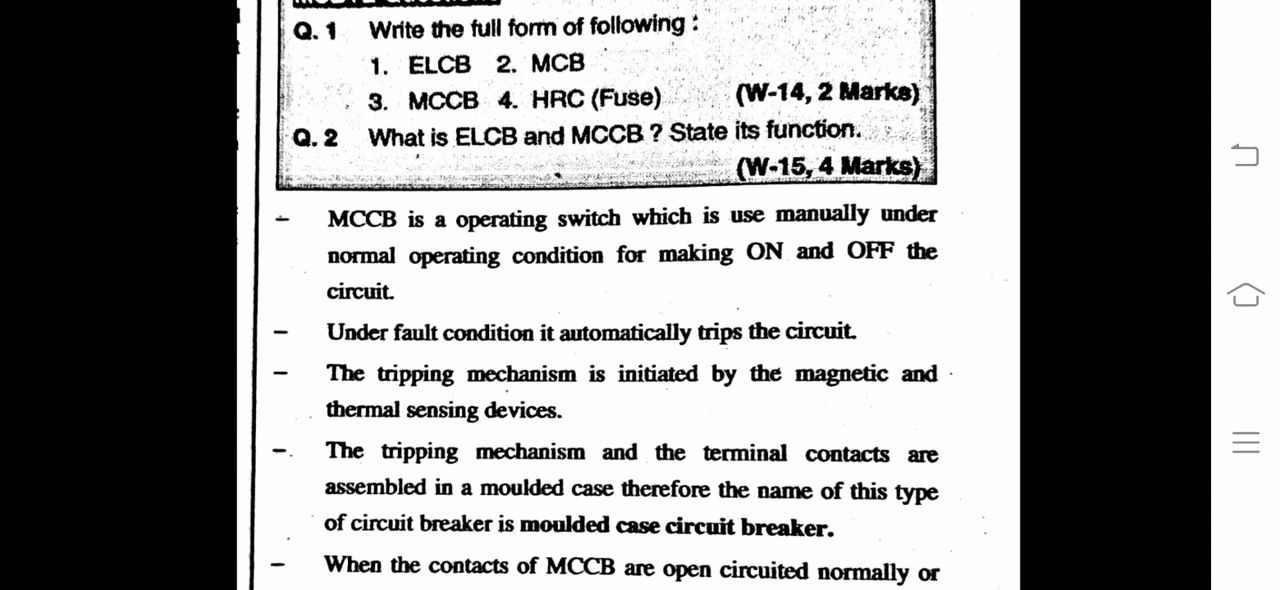 Q. 1 Write the full form of following :
1. ELCB 2. MCB
3. MCCB 4. HRC (Fuse) (W-14, 2 Marks)
Q. 2 What is ELCB and MCCB ? State its function.
(W-15, 4 Marks)
– MCCB is a operating switch which is use manually under
normal operating condition for making ON and OFF the
circuit.
– Under fault condition it automatically trips the circuit.
– The tripping mechanism is initiated by the magnetic and
thermal sensing devices.
– The tripping mechanism and the terminal contacts are
assembled in a moulded case therefore the name of this type
of circuit breaker is moulded case circuit breaker.
– When the contacts of MCCB are open circuited normally or